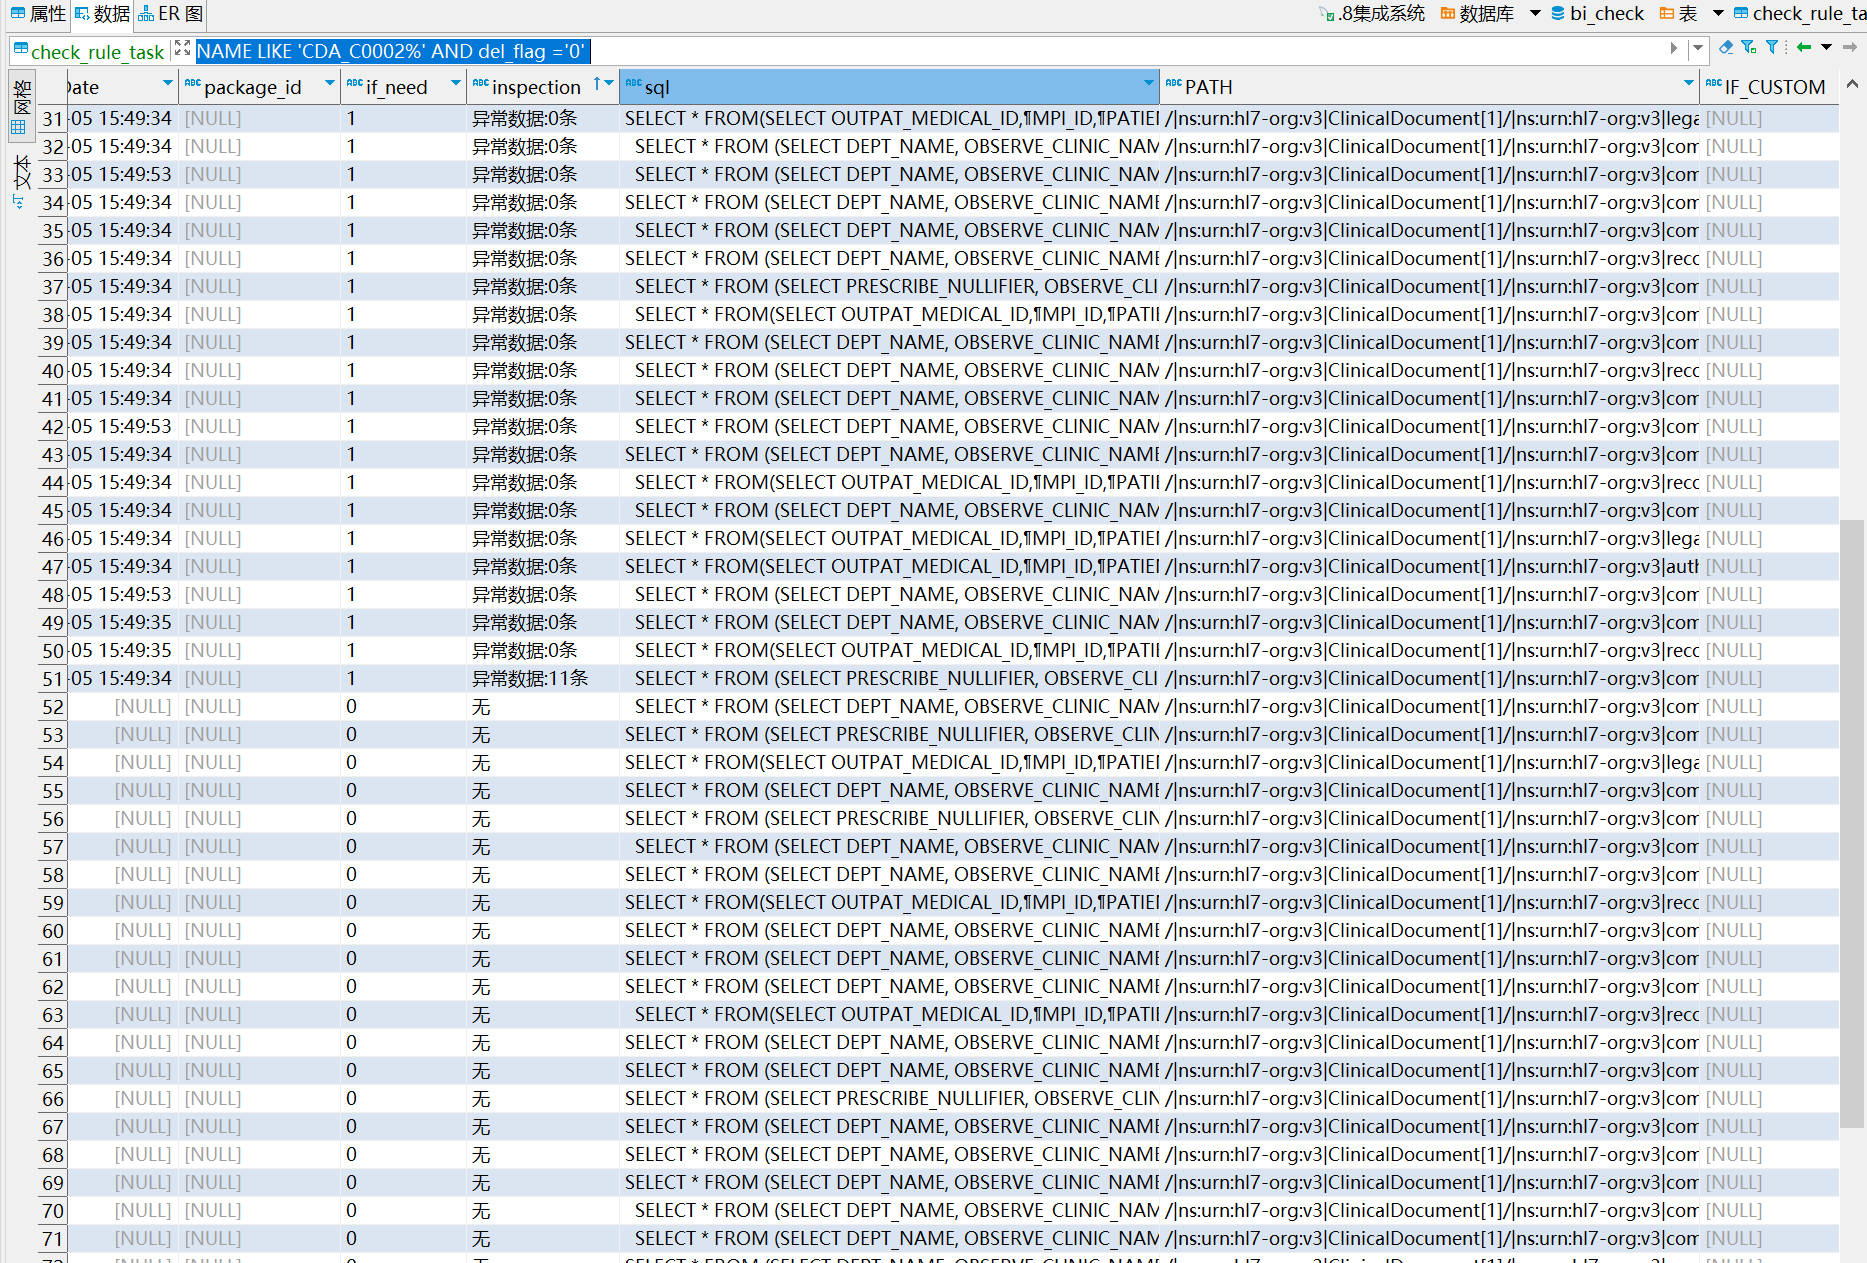 属性 数据 ER 图 .8集成系统 数据库 bi_check 表 check_rule_ta
check_rule_task NAME LIKE 'CDA_C0002%' AND del_flag ='0'
网格
文本
Date ABC package_id ABC if_need ABC inspection ABC sql ABC PATH ABC IF_CUSTOM
31 -05 15:49:34 [NULL] 1 异常数据:0条 SELECT * FROM(SELECT OUTPAT_MEDICAL_ID,¶MPI_ID,¶PATIEN /|ns:urn:hl7-org:v3|ClinicalDocument[1]/|ns:urn:hl7-org:v3|lega [NULL]
32 -05 15:49:34 [NULL] 1 异常数据:0条 SELECT * FROM (SELECT DEPT_NAME, OBSERVE_CLINIC_NAM /|ns:urn:hl7-org:v3|ClinicalDocument[1]/|ns:urn:hl7-org:v3|com [NULL]
33 -05 15:49:53 [NULL] 1 异常数据:0条 SELECT * FROM (SELECT DEPT_NAME, OBSERVE_CLINIC_NAM /|ns:urn:hl7-org:v3|ClinicalDocument[1]/|ns:urn:hl7-org:v3|com [NULL]
34 -05 15:49:34 [NULL] 1 异常数据:0条 SELECT * FROM (SELECT DEPT_NAME, OBSERVE_CLINIC_NAME /|ns:urn:hl7-org:v3|ClinicalDocument[1]/|ns:urn:hl7-org:v3|com [NULL]
35 -05 15:49:34 [NULL] 1 异常数据:0条 SELECT * FROM (SELECT DEPT_NAME, OBSERVE_CLINIC_NAM /|ns:urn:hl7-org:v3|ClinicalDocument[1]/|ns:urn:hl7-org:v3|com [NULL]
36 -05 15:49:34 [NULL] 1 异常数据:0条 SELECT * FROM (SELECT DEPT_NAME, OBSERVE_CLINIC_NAME /|ns:urn:hl7-org:v3|ClinicalDocument[1]/|ns:urn:hl7-org:v3|reco [NULL]
37 -05 15:49:34 [NULL] 1 异常数据:0条 SELECT * FROM (SELECT PRESCRIBE_NULLIFIER, OBSERVE_CLI /|ns:urn:hl7-org:v3|ClinicalDocument[1]/|ns:urn:hl7-org:v3|com [NULL]
38 -05 15:49:34 [NULL] 1 异常数据:0条 SELECT * FROM(SELECT OUTPAT_MEDICAL_ID,¶MPI_ID,¶PATIE /|ns:urn:hl7-org:v3|ClinicalDocument[1]/|ns:urn:hl7-org:v3|reco [NULL]
39 -05 15:49:34 [NULL] 1 异常数据:0条 SELECT * FROM (SELECT DEPT_NAME, OBSERVE_CLINIC_NAME /|ns:urn:hl7-org:v3|ClinicalDocument[1]/|ns:urn:hl7-org:v3|com [NULL]
40 -05 15:49:34 [NULL] 1 异常数据:0条 SELECT * FROM (SELECT DEPT_NAME, OBSERVE_CLINIC_NAM /|ns:urn:hl7-org:v3|ClinicalDocument[1]/|ns:urn:hl7-org:v3|reco [NULL]
41 -05 15:49:34 [NULL] 1 异常数据:0条 SELECT * FROM (SELECT DEPT_NAME, OBSERVE_CLINIC_NAM /|ns:urn:hl7-org:v3|ClinicalDocument[1]/|ns:urn:hl7-org:v3|com [NULL]
42 -05 15:49:53 [NULL] 1 异常数据:0条 SELECT * FROM (SELECT DEPT_NAME, OBSERVE_CLINIC_NAM /|ns:urn:hl7-org:v3|ClinicalDocument[1]/|ns:urn:hl7-org:v3|com [NULL]
43 -05 15:49:34 [NULL] 1 异常数据:0条 SELECT * FROM (SELECT DEPT_NAME, OBSERVE_CLINIC_NAME /|ns:urn:hl7-org:v3|ClinicalDocument[1]/|ns:urn:hl7-org:v3|com [NULL]
44 -05 15:49:34 [NULL] 1 异常数据:0条 SELECT * FROM(SELECT OUTPAT_MEDICAL_ID,¶MPI_ID,¶PATIE /|ns:urn:hl7-org:v3|ClinicalDocument[1]/|ns:urn:hl7-org:v3|reco [NULL]
45 -05 15:49:34 [NULL] 1 异常数据:0条 SELECT * FROM (SELECT DEPT_NAME, OBSERVE_CLINIC_NAM /|ns:urn:hl7-org:v3|ClinicalDocument[1]/|ns:urn:hl7-org:v3|com [NULL]
46 -05 15:49:34 [NULL] 1 异常数据:0条 SELECT * FROM(SELECT OUTPAT_MEDICAL_ID,¶MPI_ID,¶PATIEN /|ns:urn:hl7-org:v3|ClinicalDocument[1]/|ns:urn:hl7-org:v3|lega [NULL]
47 -05 15:49:34 [NULL] 1 异常数据:0条 SELECT * FROM(SELECT OUTPAT_MEDICAL_ID,¶MPI_ID,¶PATIEN /|ns:urn:hl7-org:v3|ClinicalDocument[1]/|ns:urn:hl7-org:v3|auth [NULL]
48 -05 15:49:53 [NULL] 1 异常数据:0条 SELECT * FROM (SELECT DEPT_NAME, OBSERVE_CLINIC_NAM /|ns:urn:hl7-org:v3|ClinicalDocument[1]/|ns:urn:hl7-org:v3|com [NULL]
49 -05 15:49:35 [NULL] 1 异常数据:0条 SELECT * FROM (SELECT DEPT_NAME, OBSERVE_CLINIC_NAM /|ns:urn:hl7-org:v3|ClinicalDocument[1]/|ns:urn:hl7-org:v3|com [NULL]
50 -05 15:49:35 [NULL] 1 异常数据:0条 SELECT * FROM(SELECT OUTPAT_MEDICAL_ID,¶MPI_ID,¶PATIE /|ns:urn:hl7-org:v3|ClinicalDocument[1]/|ns:urn:hl7-org:v3|reco [NULL]
51 -05 15:49:34 [NULL] 1 异常数据:11条 SELECT * FROM (SELECT PRESCRIBE_NULLIFIER, OBSERVE_CLI /|ns:urn:hl7-org:v3|ClinicalDocument[1]/|ns:urn:hl7-org:v3|com [NULL]
52 [NULL] [NULL] 0 无 SELECT * FROM (SELECT DEPT_NAME, OBSERVE_CLINIC_NAM /|ns:urn:hl7-org:v3|ClinicalDocument[1]/|ns:urn:hl7-org:v3|com [NULL]
53 [NULL] [NULL] 0 无 SELECT * FROM (SELECT PRESCRIBE_NULLIFIER, OBSERVE_CLIN /|ns:urn:hl7-org:v3|ClinicalDocument[1]/|ns:urn:hl7-org:v3|com [NULL]
54 [NULL] [NULL] 0 无 SELECT * FROM(SELECT OUTPAT_MEDICAL_ID,¶MPI_ID,¶PATIEN /|ns:urn:hl7-org:v3|ClinicalDocument[1]/|ns:urn:hl7-org:v3|lega [NULL]
55 [NULL] [NULL] 0 无 SELECT * FROM (SELECT DEPT_NAME, OBSERVE_CLINIC_NAME /|ns:urn:hl7-org:v3|ClinicalDocument[1]/|ns:urn:hl7-org:v3|com [NULL]
56 [NULL] [NULL] 0 无 SELECT * FROM (SELECT PRESCRIBE_NULLIFIER, OBSERVE_CLIN /|ns:urn:hl7-org:v3|ClinicalDocument[1]/|ns:urn:hl7-org:v3|com [NULL]
57 [NULL] [NULL] 0 无 SELECT * FROM (SELECT DEPT_NAME, OBSERVE_CLINIC_NAM /|ns:urn:hl7-org:v3|ClinicalDocument[1]/|ns:urn:hl7-org:v3|com [NULL]
58 [NULL] [NULL] 0 无 SELECT * FROM (SELECT DEPT_NAME, OBSERVE_CLINIC_NAME /|ns:urn:hl7-org:v3|ClinicalDocument[1]/|ns:urn:hl7-org:v3|com [NULL]
59 [NULL] [NULL] 0 无 SELECT * FROM(SELECT OUTPAT_MEDICAL_ID,¶MPI_ID,¶PATIEN /|ns:urn:hl7-org:v3|ClinicalDocument[1]/|ns:urn:hl7-org:v3|reco [NULL]
60 [NULL] [NULL] 0 无 SELECT * FROM (SELECT DEPT_NAME, OBSERVE_CLINIC_NAME /|ns:urn:hl7-org:v3|ClinicalDocument[1]/|ns:urn:hl7-org:v3|com [NULL]
61 [NULL] [NULL] 0 无 SELECT * FROM (SELECT DEPT_NAME, OBSERVE_CLINIC_NAME /|ns:urn:hl7-org:v3|ClinicalDocument[1]/|ns:urn:hl7-org:v3|com [NULL]
62 [NULL] [NULL] 0 无 SELECT * FROM (SELECT DEPT_NAME, OBSERVE_CLINIC_NAME /|ns:urn:hl7-org:v3|ClinicalDocument[1]/|ns:urn:hl7-org:v3|com [NULL]
63 [NULL] [NULL] 0 无 SELECT * FROM(SELECT OUTPAT_MEDICAL_ID,¶MPI_ID,¶PATIE /|ns:urn:hl7-org:v3|ClinicalDocument[1]/|ns:urn:hl7-org:v3|reco [NULL]
64 [NULL] [NULL] 0 无 SELECT * FROM (SELECT DEPT_NAME, OBSERVE_CLINIC_NAME /|ns:urn:hl7-org:v3|ClinicalDocument[1]/|ns:urn:hl7-org:v3|com [NULL]
65 [NULL] [NULL] 0 无 SELECT * FROM (SELECT DEPT_NAME, OBSERVE_CLINIC_NAME /|ns:urn:hl7-org:v3|ClinicalDocument[1]/|ns:urn:hl7-org:v3|com [NULL]
66 [NULL] [NULL] 0 无 SELECT * FROM (SELECT PRESCRIBE_NULLIFIER, OBSERVE_CLIN /|ns:urn:hl7-org:v3|ClinicalDocument[1]/|ns:urn:hl7-org:v3|com [NULL]
67 [NULL] [NULL] 0 无 SELECT * FROM (SELECT DEPT_NAME, OBSERVE_CLINIC_NAME /|ns:urn:hl7-org:v3|ClinicalDocument[1]/|ns:urn:hl7-org:v3|com [NULL]
68 [NULL] [NULL] 0 无 SELECT * FROM (SELECT DEPT_NAME, OBSERVE_CLINIC_NAME /|ns:urn:hl7-org:v3|ClinicalDocument[1]/|ns:urn:hl7-org:v3|com [NULL]
69 [NULL] [NULL] 0 无 SELECT * FROM (SELECT DEPT_NAME, OBSERVE_CLINIC_NAME /|ns:urn:hl7-org:v3|ClinicalDocument[1]/|ns:urn:hl7-org:v3|com [NULL]
70 [NULL] [NULL] 0 无 SELECT * FROM (SELECT DEPT_NAME, OBSERVE_CLINIC_NAM /|ns:urn:hl7-org:v3|ClinicalDocument[1]/|ns:urn:hl7-org:v3|com [NULL]
71 [NULL] [NULL] 0 无 SELECT * FROM (SELECT DEPT_NAME, OBSERVE_CLINIC_NAM /|ns:urn:hl7-org:v3|ClinicalDocument[1]/|ns:urn:hl7-org:v3|com [NULL]